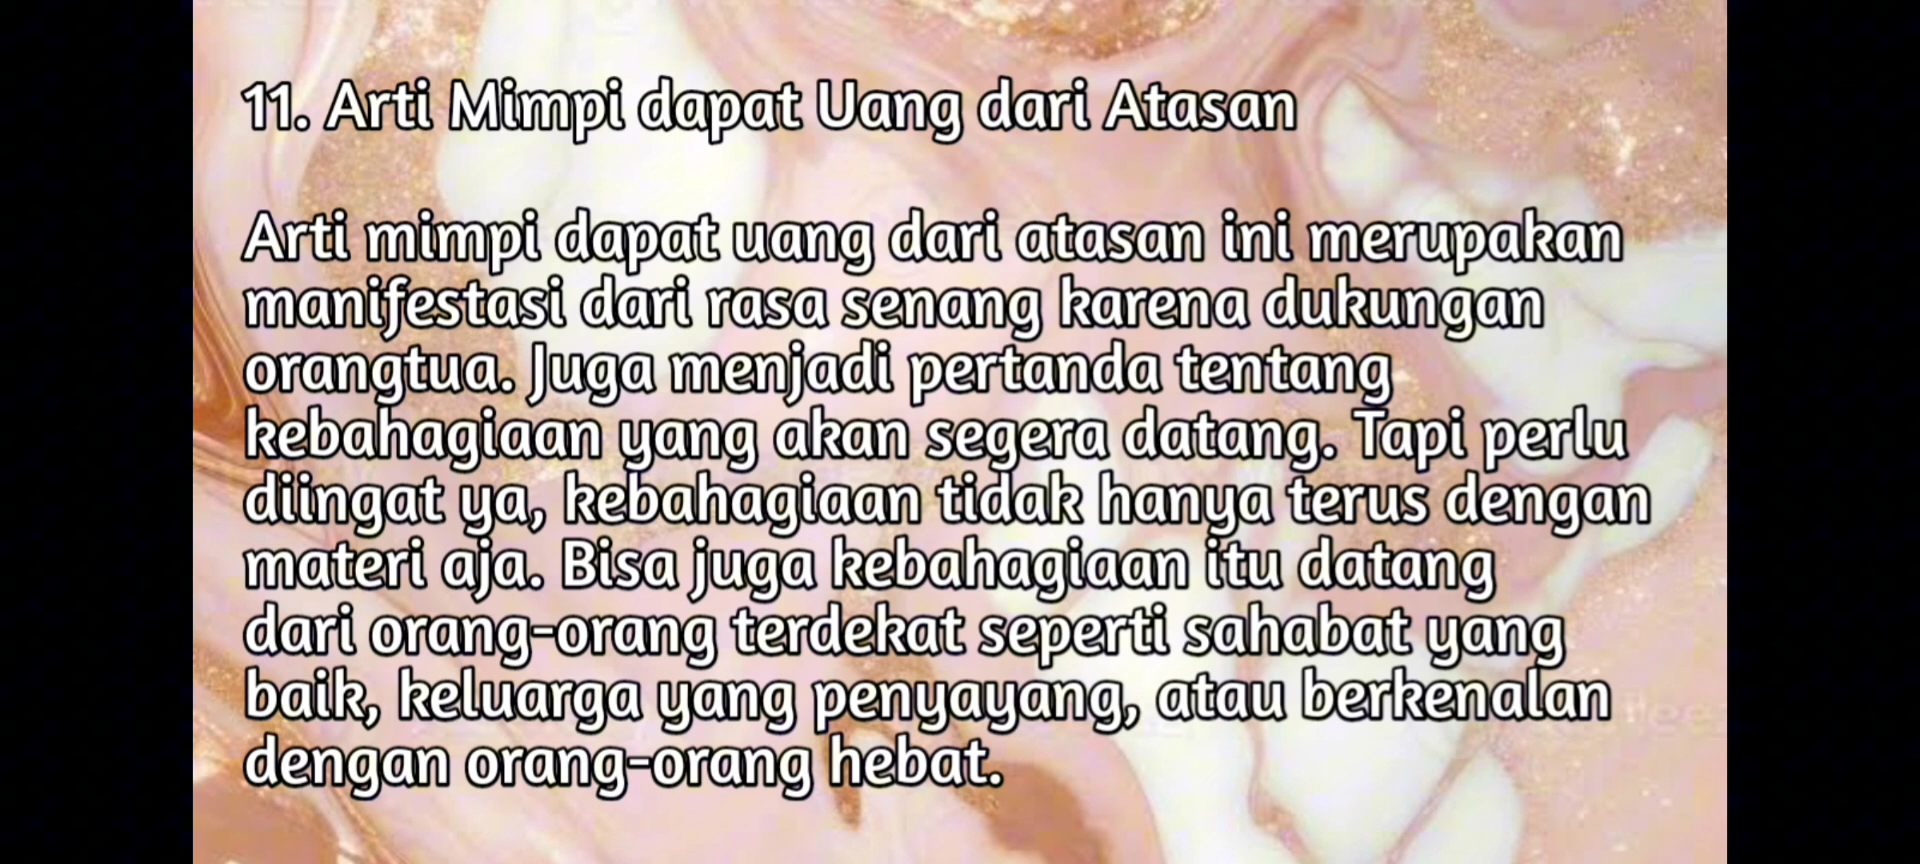 11. Arti Mimpi dapat Uang dari Atasan
Arti mimpi dapat uang dari atasan ini merupakan
manifestasi dari rasa senang karena dukungan
orangtua. Juga menjadi pertanda tentang
kebahagiaan yang akan segera datang. Tapi perlu
diingat ya, kebahagiaan tidak hanya terus dengan
materi aja. Bisa juga kebahagiaan itu datang
dari orang-orang terdekat seperti sahabat yang
baik, keluarga yang penyayang, atau berkenalan
dengan orang-orang hebat.